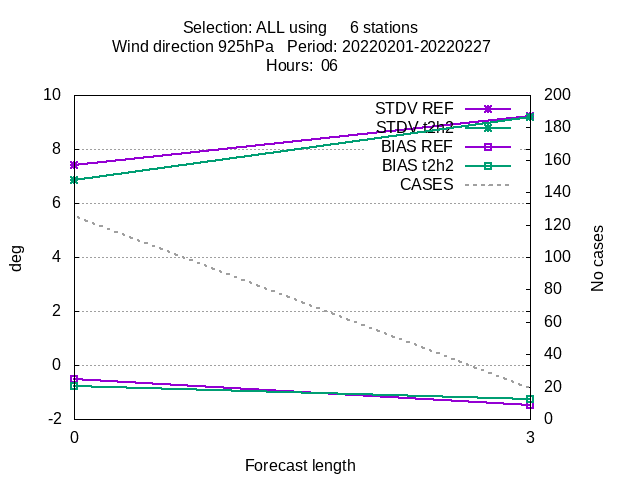 Selection: ALL using 6 stations
Wind direction 925hPa Period: 20220201-20220227
Hours: 06
STDV REF
STDV t2h2
BIAS REF
BIAS t2h2
CASES
10
8
6
4
2
0
-2
deg
200
180
160
140
120
100
80
60
40
20
0
No cases
0 3
Forecast length